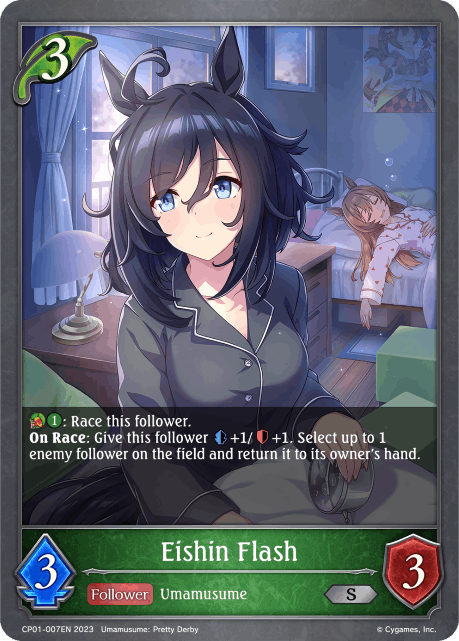 3
1: Race this follower.
On Race: Give this follower +1/ +1. Select up to 1
enemy follower on the field and return it to its owner's hand.
Eishin Flash
3
Follower Umamusume
S
3
CP01-007EN 2023 Umamusume: Pretty Derby
© Cygames, Inc.